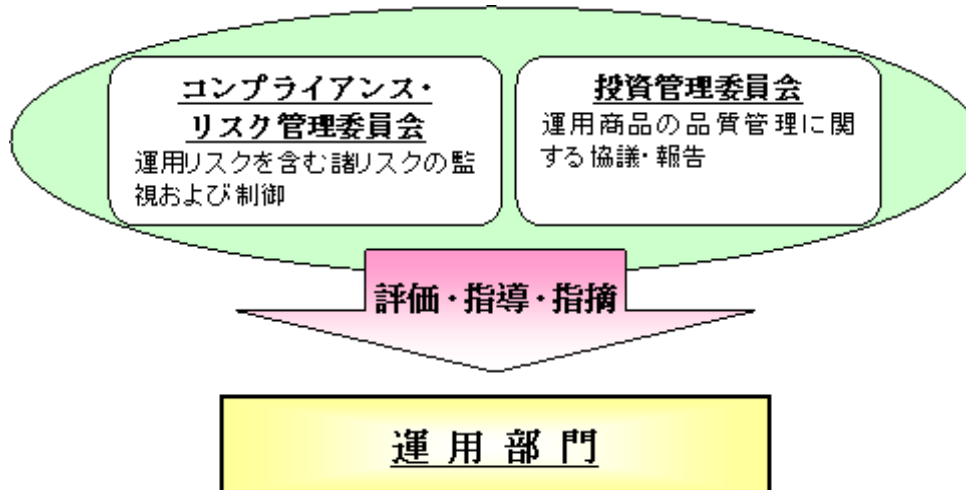 コンプライアンス・
リスク管理委員会
運用リスクを含む諸リスクの監
視および制御
投資管理委員会
運用商品の品質管理に関
する協議・報告
評価・指導・指摘
運用部門